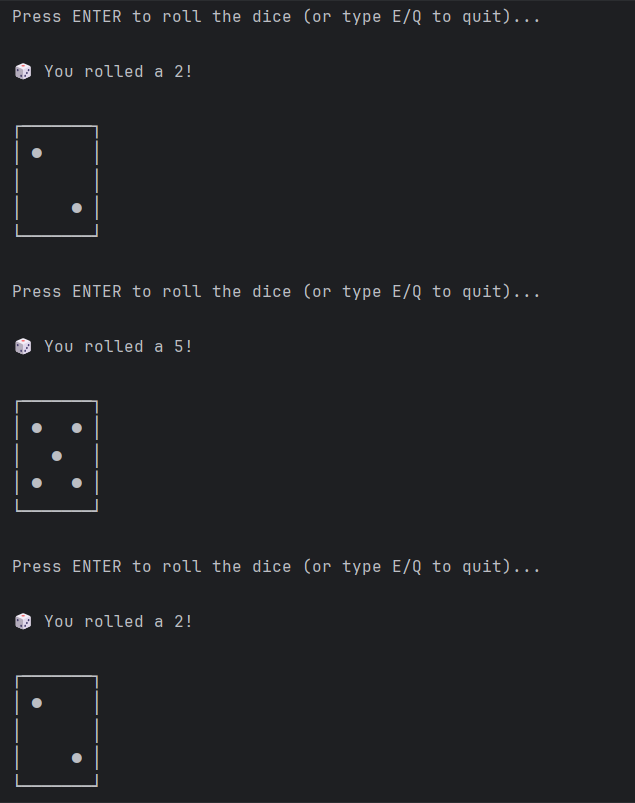 Press ENTER to roll the dice (or type E/Q to quit)...
🎲 You rolled a 2!
┌───────┐
│ ●     │
│       │
│     ● │
└───────┘
Press ENTER to roll the dice (or type E/Q to quit)...
🎲 You rolled a 5!
┌───────┐
│ ●   ● │
│   ●   │
│ ●   ● │
└───────┘
Press ENTER to roll the dice (or type E/Q to quit)...
🎲 You rolled a 2!
┌───────┐
│ ●     │
│       │
│     ● │
└───────┘